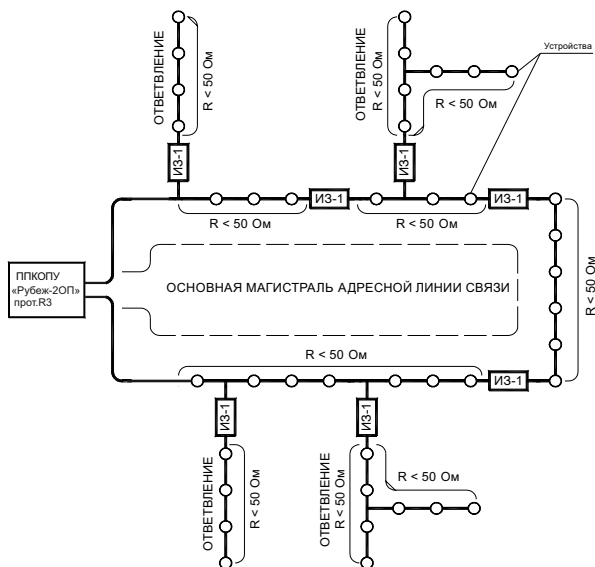 Устройства
ОТВЕТВЛЕНИЕ
R < 50 Ом
ОТВЕТВЛЕНИЕ
R < 50 Ом
R < 50 Ом
ИЗ-1
ИЗ-1
ИЗ-1
ИЗ-1
R < 50 Ом
R < 50 Ом
ППКОПУ
«Рубеж-2ОП»
прот.R3
ОСНОВНАЯ МАГИСТРАЛЬ АДРЕСНОЙ ЛИНИИ СВЯЗИ
R < 50 Ом
R < 50 Ом
ИЗ-1
ИЗ-1
ИЗ-1
ОТВЕТВЛЕНИЕ
R < 50 Ом
ОТВЕТВЛЕНИЕ
R < 50 Ом
R < 50 Ом